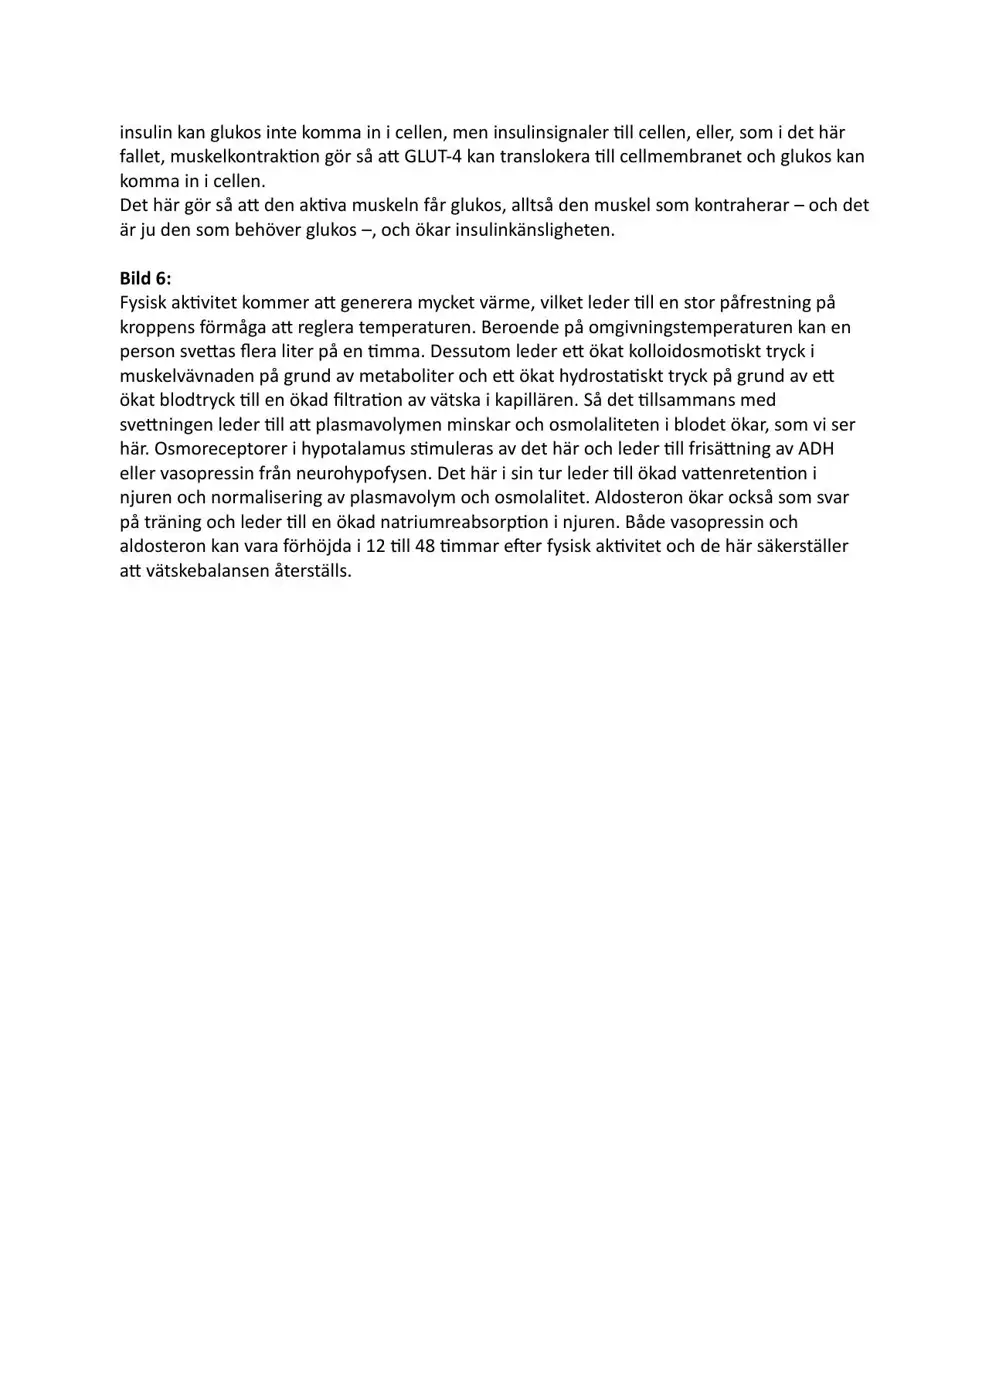 insulin kan glukos inte komma in i cellen, men insulinsignaler till cellen, eller, som i det här
fallet, muskelkontraktion gör så att GLUT-4 kan translokera till cellmembranet och glukos kan
komma in i cellen.
Det här gör så att den aktiva muskeln får glukos, alltså den muskel som kontraherar – och det
är ju den som behöver glukos –, och ökar insulinkänsligheten.
Bild 6:
Fysisk aktivitet kommer att generera mycket värme, vilket leder till en stor påfrestning på
kroppens förmåga att reglera temperaturen. Beroende på omgivningstemperaturen kan en
person svettas flera liter på en timma. Dessutom leder ett ökat kolloidosmotiskt tryck i
muskelvävnaden på grund av metaboliter och ett ökat hydrostatiskt tryck på grund av ett
ökat blodtryck till en ökad filtration av vätska i kapillären. Så det tillsammans med
svettningen leder till att plasmavolymen minskar och osmolaliteten i blodet ökar, som vi ser
här. Osmoreceptorer i hypotalamus stimuleras av det här och leder till frisättning av ADH
eller vasopressin från neurohypofysen. Det här i sin tur leder till ökad vattenretention i
njuren och normalisering av plasmavolym och osmolalitet. Aldosteron ökar också som svar
på träning och leder till en ökad natriumreabsorption i njuren. Både vasopressin och
aldosteron kan vara förhöjda i 12 till 48 timmar efter fysisk aktivitet och de här säkerställer
att vätskebalansen återställs.